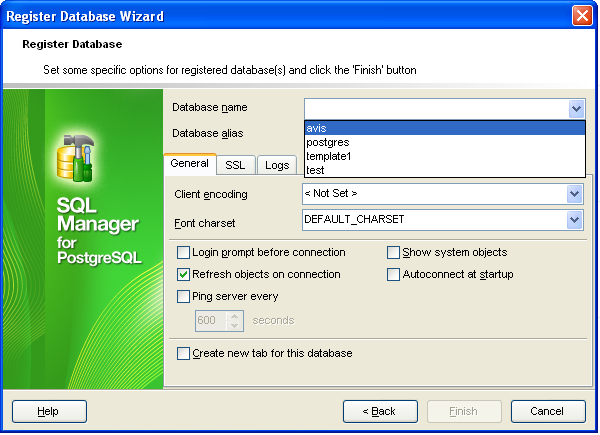 Register Database Wizard
Register Database
Set some specific options for registered database(s) and click the 'Finish' button
SQL
Manager
for
PostgreSQL
Database name
Database alias
avis
postgres
template1
test
General SSL Logs
Client encoding < Not Set >
Font charset DEFAULT_CHARSET
Login prompt before connection Show system objects
Refresh objects on connection Autoconnect at startup
Ping server every
600 seconds
Create new tab for this database
Help < Back Finish Cancel